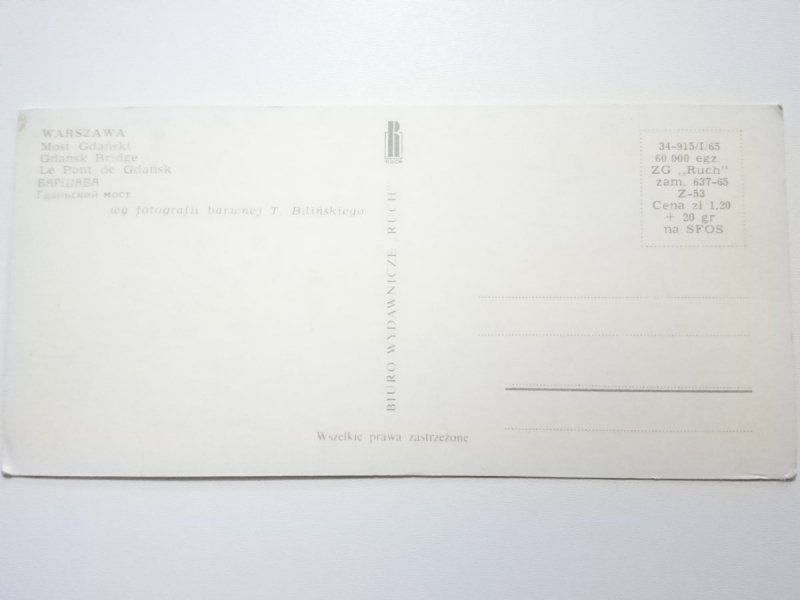 WARSZAWA
Most Gdański
Gdańsk Bridge
Le Pont de Gdańsk
ВАРШАВА
Гданьский мост
wg fotografii barwnej T. Bilińskiego
RUCH
BIURO WYDAWNICZE „RUCH"
Wszelkie prawa zastrzeżone
34-915/I/65
60 000 egz.
ZG „Ruch"
zam. 637-65
Z-53
Cena zł 1,20
+ 20 gr
na SFOS